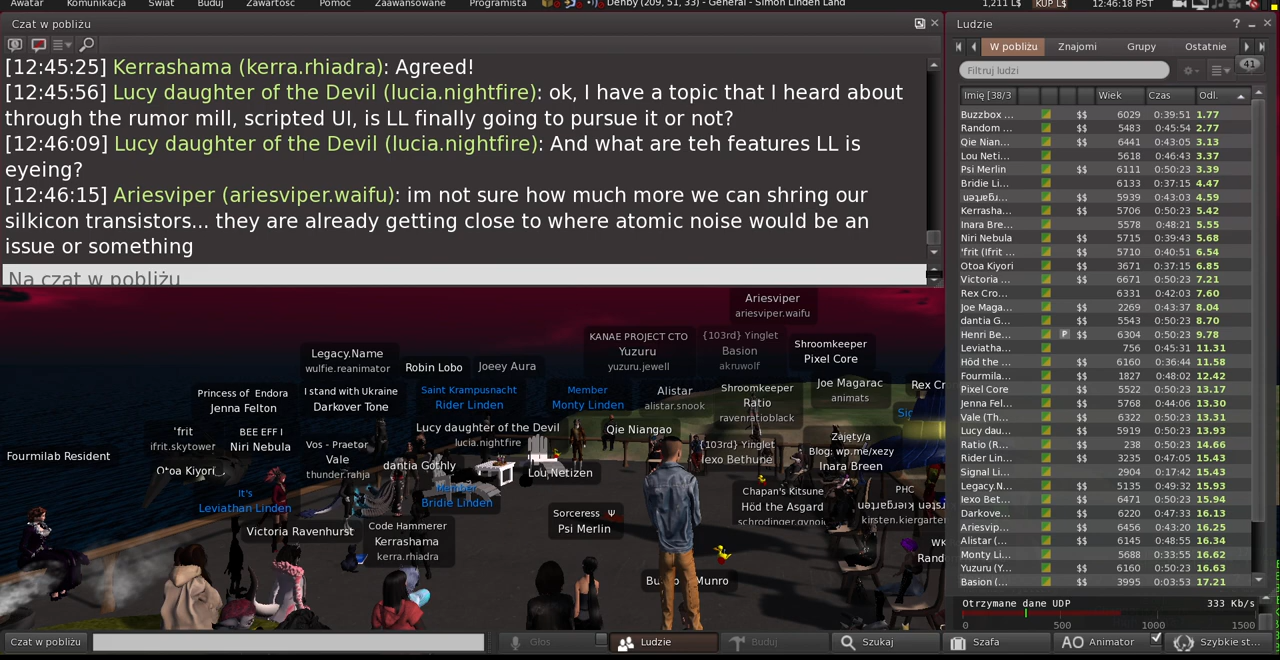 Awatar Komunikacja Świat Buduj Zawartość Pomoc Zaawansowane Programista Denby (209, 51, 33) - General - Simon Linden Land 1,211 L$ KUP L$ 12:46:18 PST
Czat w pobliżu
[12:45:25] Kerrashama (kerra.rhiadra): Agreed!
[12:45:56] Lucy daughter of the Devil (lucia.nightfire): ok, I have a topic that I heard about
through the rumor mill, scripted UI, is LL finally going to pursue it or not?
[12:46:09] Lucy daughter of the Devil (lucia.nightfire): And what are teh features LL is
eyeing?
[12:46:15] Ariesviper (ariesviper.waifu): im not sure how much more we can shring our
silkicon transistors... they are already getting close to where atomic noise would be an
issue or something
Na czat w pobliżu
Ariesviper
ariesviper.waifu
KANAE PROJECT CTO
Yuzuru
yuzuru.jewell
{103rd} Yinglet
Basion
akruwolf
Shroomkeeper
Pixel Core
Legacy.Name
wulfie.reanimator
Robin Lobo
Joeey Aura
Princess of Endora
Jenna Felton
I stand with Ukraine
Darkover Tone
Saint Krampusnacht
Rider Linden
Member
Monty Linden
Alistar
alistar.snook
Shroomkeeper
Ratio
ravenratioblack
Joe Magarac
animats
Rex Cr
Sig
'frit
ifrit.skytower
BEE EFF I
Niri Nebula
Lucy daughter of the Devil
lucia.nightfire
Qie Niangao
Vos - Praetor
Vale
thunder.rahja
{103rd} Yinglet
Iexo Bethune
Zajęty/a
Blog: wp.me/xezy
Inara Breen
Fourmilab Resident
Otoa Kiyori
dantia Gothly
Lou Netizen
It's
Leviathan Linden
Member
Bridie Linden
Chapan's Kitsune
Höd the Asgard
PHC
kirsten.kiergarten
Victoria Ravenhurst
Code Hammerer
Kerrashama
kerra.rhiadra
Sorceress Ψ
Psi Merlin
WK
Rand
Munro
Ludzie
W pobliżu Znajomi Grupy Ostatnie
Filtruj ludzi
41
Imię [38/3 Wiek Czas Odl.
Buzzbox ... $$ 6029 0:39:51 1.77
Random ... $$ 5483 0:45:54 2.77
Qie Nian... $$ 6441 0:43:05 3.13
Lou Neti... 5618 0:46:43 3.37
Psi Merlin $$ 6111 0:50:23 3.39
Bridie Li... 6133 0:37:15 4.47
$$ 5939 0:43:03 4.59
Kerrasha... $$ 5706 0:50:23 5.42
Inara Bre... 5578 0:48:21 5.55
Niri Nebula $$ 5715 0:39:43 5.68
'frit (Ifrit ... $$ 5710 0:40:51 6.54
Otoa Kiyori $$ 3671 0:37:15 6.85
Victoria ... $$ 6671 0:50:23 7.21
Rex Cro... 6331 0:42:03 7.60
Joe Maga... $$ 2269 0:43:37 8.04
dantia G... $$ 5543 0:50:23 8.70
Henri Be... P $$ 6304 0:50:23 9.78
Leviatha... 756 0:45:31 11.31
Höd the ... $$ 6160 0:36:44 11.58
Fourmila... $$ 1827 0:48:02 12.42
Pixel Core $$ 5522 0:50:23 13.17
Jenna Fel... $$ 5768 0:44:06 13.30
Vale (Th... $$ 6322 0:50:23 13.31
Lucy dau... $$ 5919 0:50:23 13.93
Ratio (R... $$ 238 0:50:23 14.66
Rider Lin... $$ 3235 0:47:05 15.43
Signal Li... 2904 0:17:42 15.43
Legacy.N... $$ 5135 0:49:32 15.93
Iexo Bet... $$ 6471 0:50:23 15.94
Darkove... $$ 6220 0:47:33 16.13
Ariesvip... $$ 6456 0:43:20 16.25
Alistar (... $$ 6145 0:48:55 16.34
Monty Li... 5688 0:33:55 16.62
Yuzuru (Y... $$ 6160 0:50:23 16.63
Basion (... $$ 3995 0:03:53 17.21
Otrzymane dane UDP 333 Kb/s
0 500 1000 1500
Czat w pobliżu Głos Ludzie Buduj Szukaj Szafa AO Animator Szybkie st...